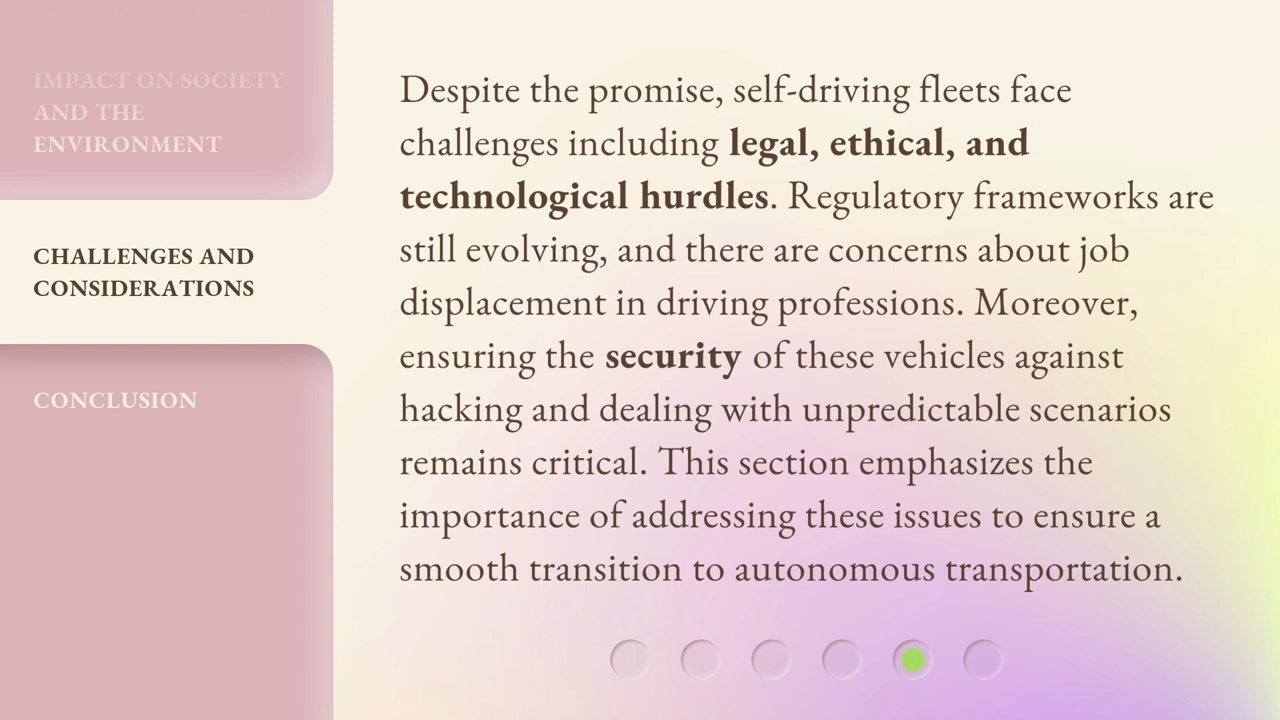 IMPACT ON SOCIETY
AND THE
ENVIRONMENT
CHALLENGES AND
CONSIDERATIONS
CONCLUSION
Despite the promise, self-driving fleets face
challenges including legal, ethical, and
technological hurdles. Regulatory frameworks are
still evolving, and there are concerns about job
displacement in driving professions. Moreover,
ensuring the security of these vehicles against
hacking and dealing with unpredictable scenarios
remains critical. This section emphasizes the
importance of addressing these issues to ensure a
smooth transition to autonomous transportation.